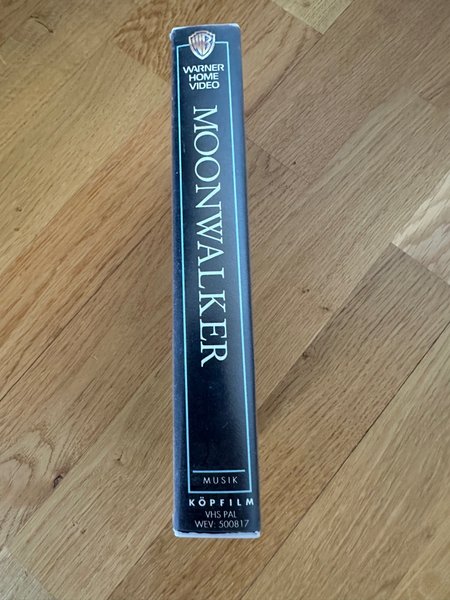 WB
WARNER
HOME
VIDEO
MOONWALKER
MUSIK
KÖPFILM
VHS PAL
WEV: 500817